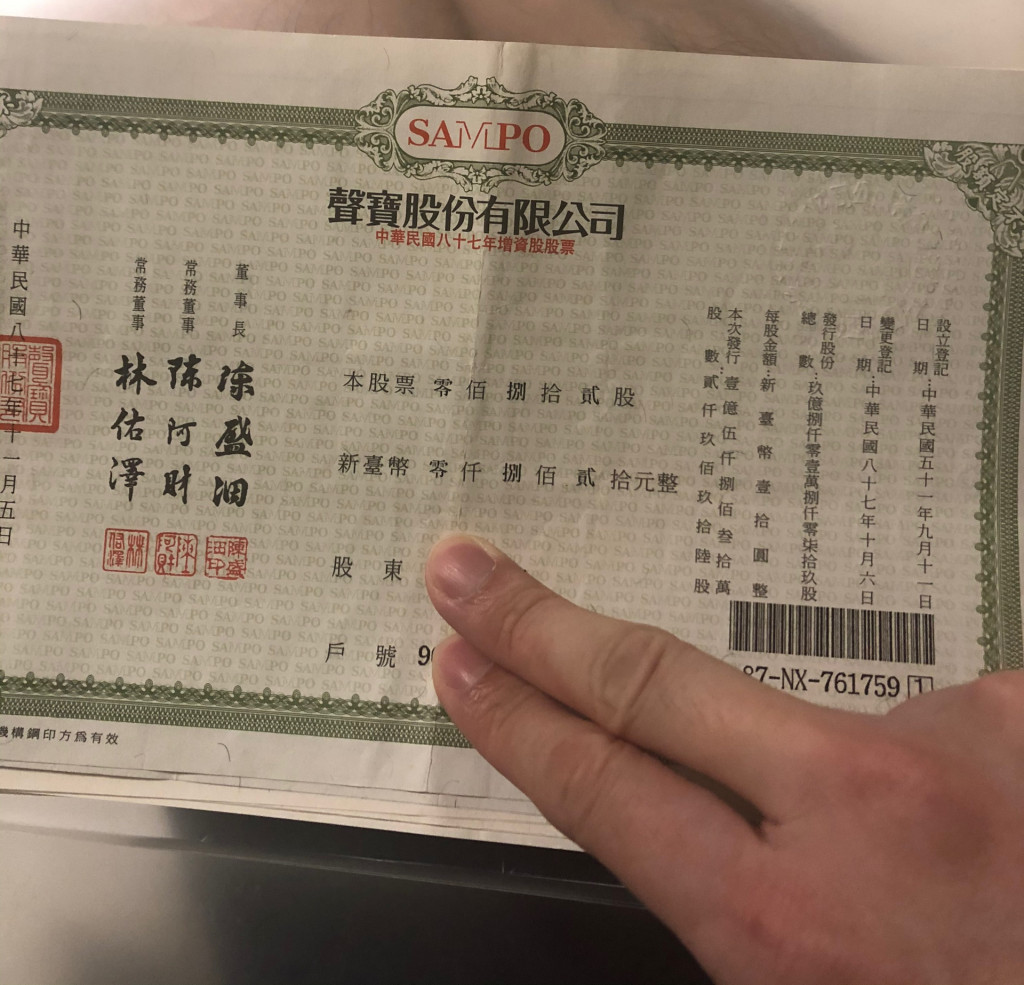 SAMPO
聲寶股份有限公司
中華民國八十七年增資股股票
設立登記日期：中華民國五十一年九月十一日
變更登記日期：中華民國八十七年十月六日
發行股份總數：玖億捌仟零壹萬捌仟零柒拾玖股
每股金額：新臺幣壹拾圓整
本次發行股數：壹億伍仟捌佰叁拾萬貳仟玖佰玖拾陸股
本股票 零佰捌拾貳股
新臺幣 零仟捌佰貳拾元整
股東
戶號 9
董事長 陳盛沺
常務董事 陳阿財
常務董事 林佑澤
中華民國八十七年十一月五日
87-NX-761759 1
機構鋼印方為有效